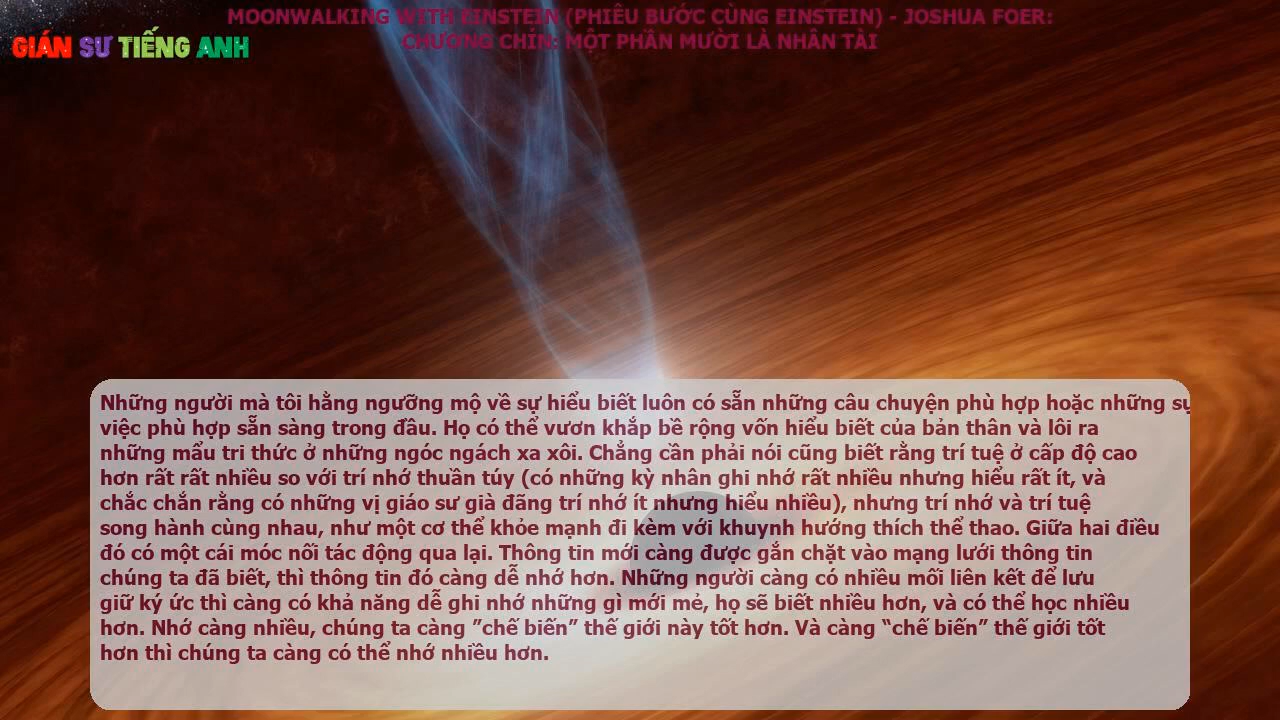 MOONWALKING WITH EINSTEIN (PHIÊU BƯỚC CÙNG EINSTEIN) - JOSHUA FOER:
CHƯƠNG CHÍN: MỘT PHẦN MƯỜI LÀ NHÂN TÀI
GIÁN SƯ TIẾNG ANH
Những người mà tôi hằng ngưỡng mộ về sự hiểu biết luôn có sẵn những câu chuyện phù hợp hoặc những sự
việc phù hợp sẵn sàng trong đầu. Họ có thể vươn khắp bề rộng vốn hiểu biết của bản thân và lôi ra
những mẩu tri thức ở những ngóc ngách xa xôi. Chẳng cần phải nói cũng biết rằng trí tuệ ở cấp độ cao
hơn rất rất nhiều so với trí nhớ thuần túy (có những kỳ nhân ghi nhớ rất nhiều nhưng hiểu rất ít, và
chắc chắn rằng có những vị giáo sư già đãng trí nhớ ít nhưng hiểu nhiều), nhưng trí nhớ và trí tuệ
song hành cùng nhau, như một cơ thể khỏe mạnh đi kèm với khuynh hướng thích thể thao. Giữa hai điều
đó có một cái móc nối tác động qua lại. Thông tin mới càng được gắn chặt vào mạng lưới thông tin
chúng ta đã biết, thì thông tin đó càng dễ nhớ hơn. Những người càng có nhiều mối liên kết để lưu
giữ ký ức thì càng có khả năng dễ ghi nhớ những gì mới mẻ, họ sẽ biết nhiều hơn, và có thể học nhiều
hơn. Nhớ càng nhiều, chúng ta càng ”chế biến” thế giới này tốt hơn. Và càng “chế biến” thế giới tốt
hơn thì chúng ta càng có thể nhớ nhiều hơn.